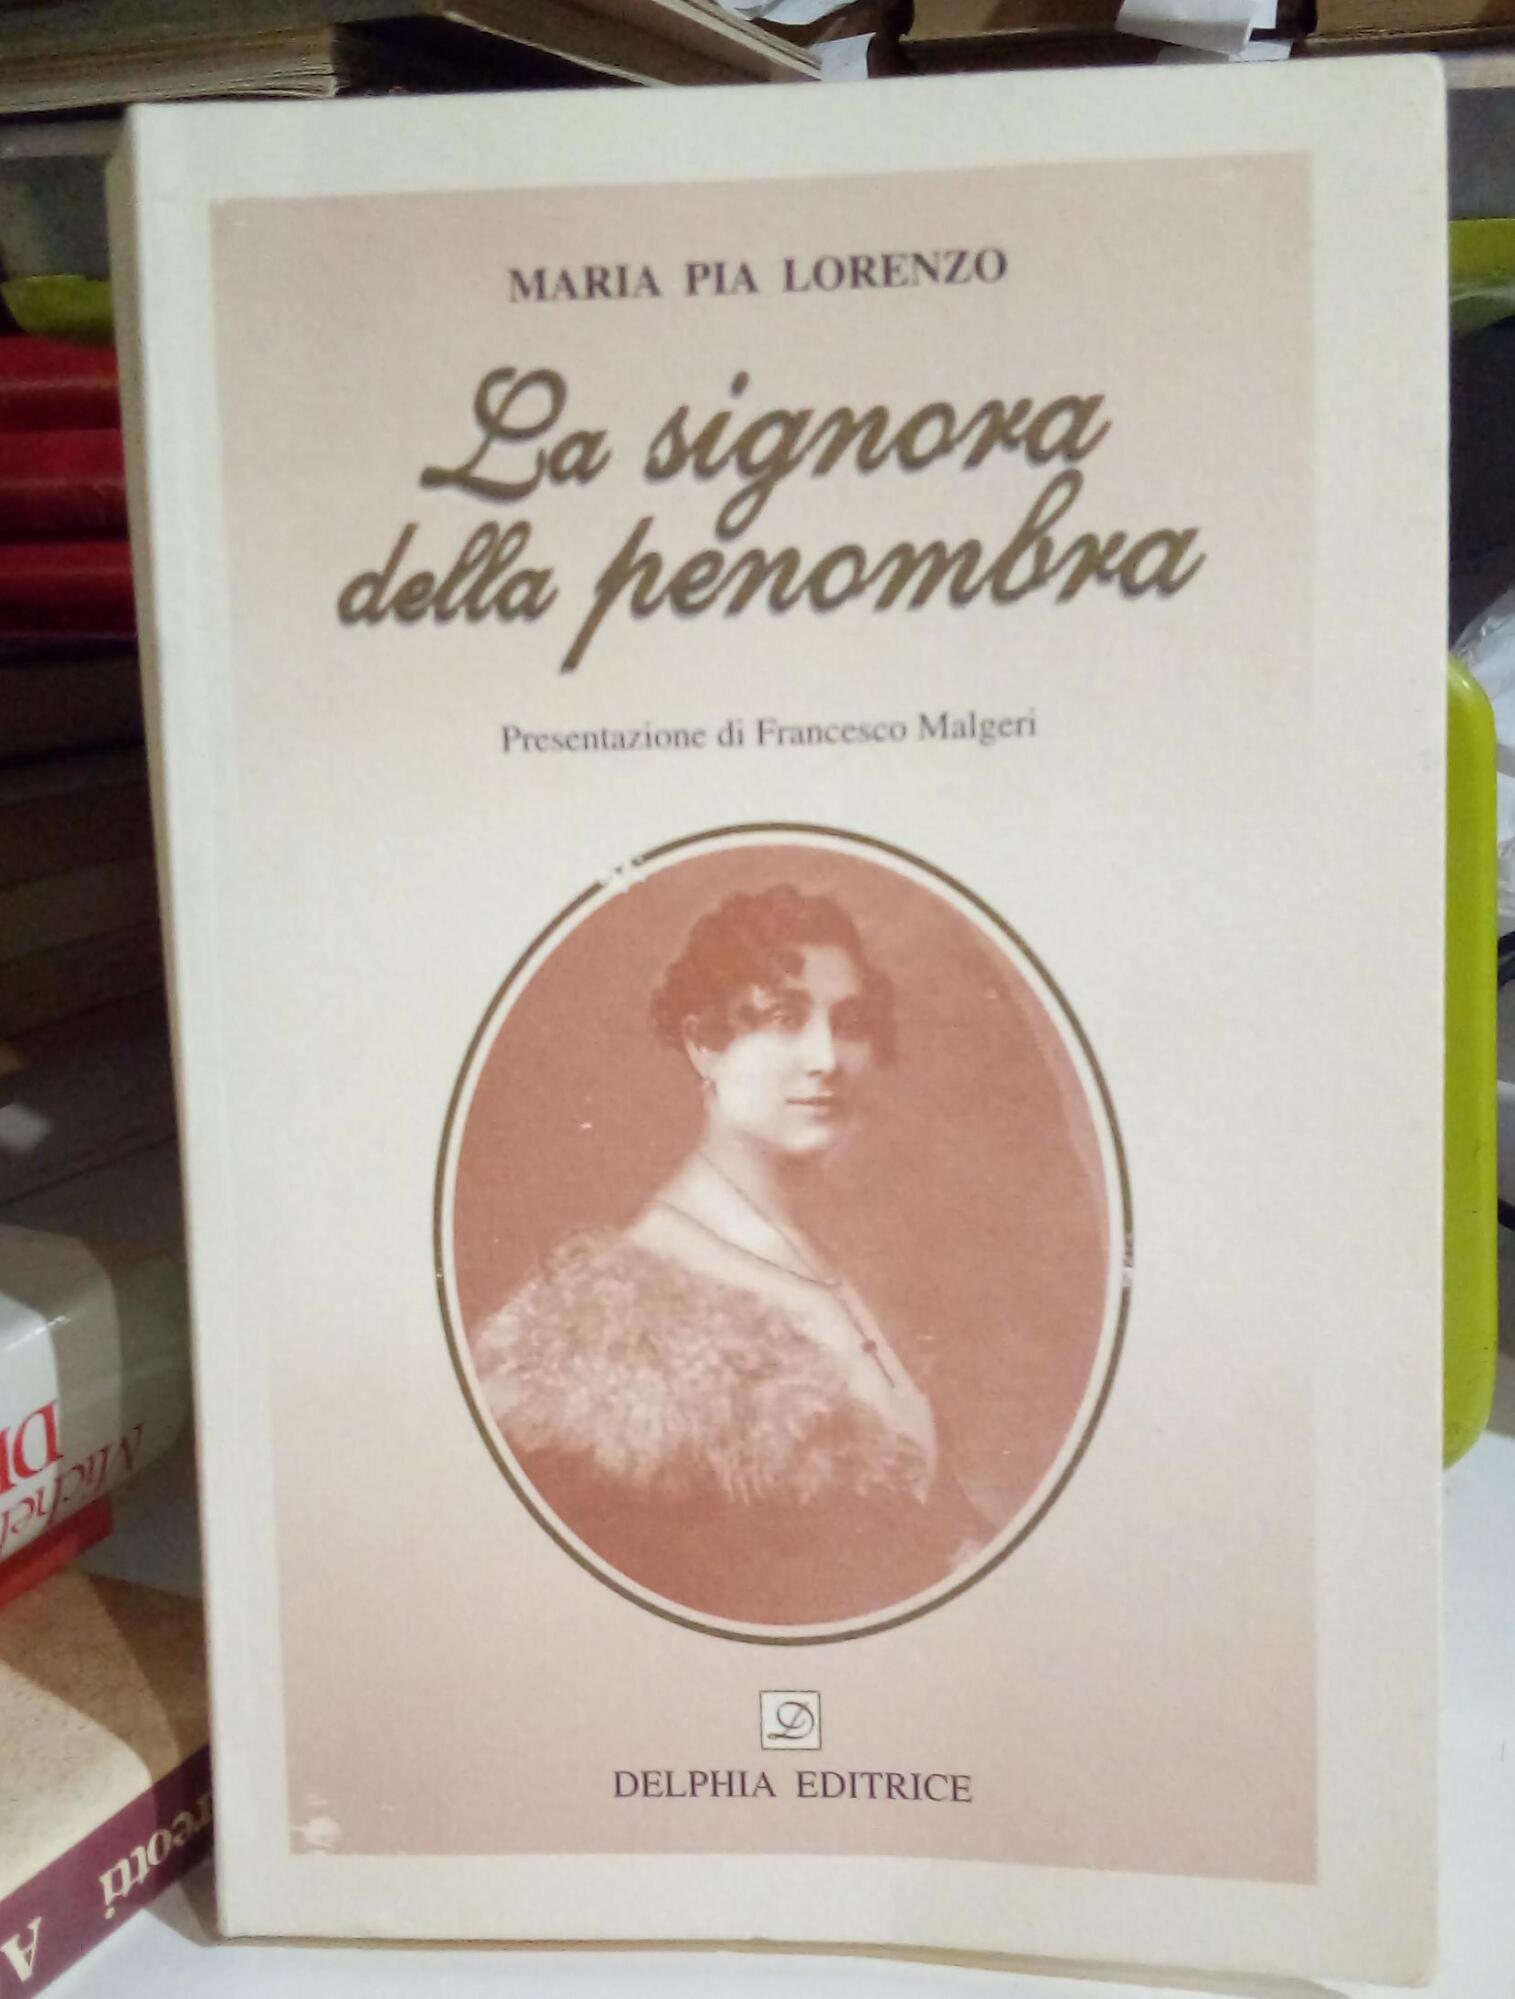 MARIA PIA LORENZO
La signora
della penombra
Presentazione di Francesco Malgeri
D
DELPHIA EDITRICE